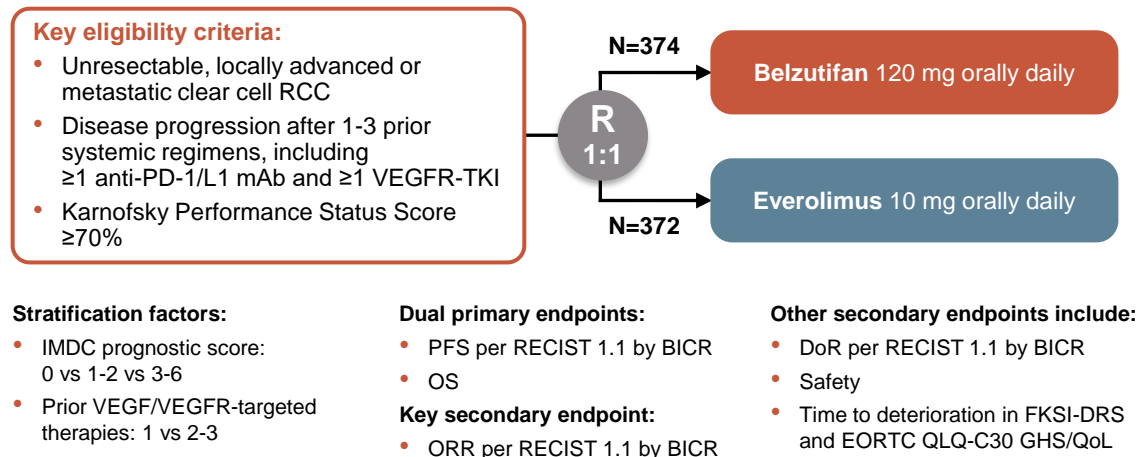 Key eligibility criteria:
• Unresectable, locally advanced or
metastatic clear cell RCC
• Disease progression after 1-3 prior
systemic regimens, including
≥1 anti-PD-1/L1 mAb and ≥1 VEGFR-TKI
• Karnofsky Performance Status Score
≥70%
R
1:1
N=374
Belzutifan 120 mg orally daily
N=372
Everolimus 10 mg orally daily
Stratification factors:
• IMDC prognostic score:
0 vs 1-2 vs 3-6
• Prior VEGF/VEGFR-targeted
therapies: 1 vs 2-3
Dual primary endpoints:
• PFS per RECIST 1.1 by BICR
• OS
Key secondary endpoint:
• ORR per RECIST 1.1 by BICR
Other secondary endpoints include:
• DoR per RECIST 1.1 by BICR
• Safety
• Time to deterioration in FKSI-DRS
and EORTC QLQ-C30 GHS/QoL